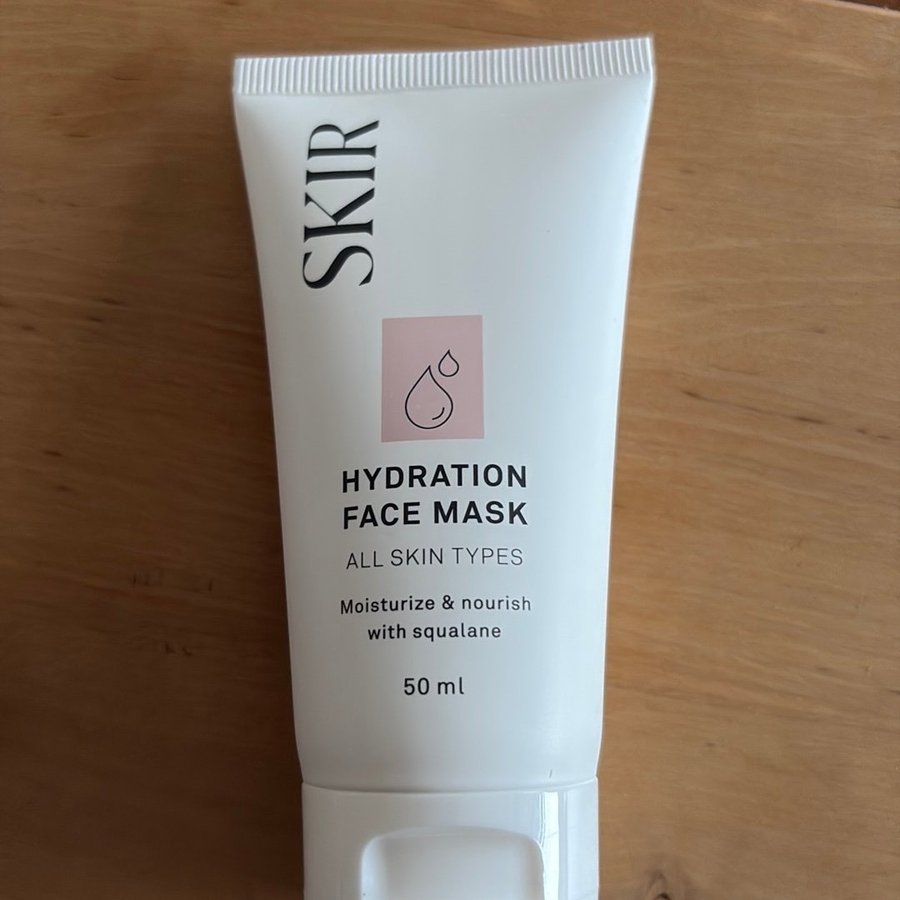 SKIR
HYDRATION
FACE MASK
ALL SKIN TYPES
Moisturize & nourish
with squalane
50 ml